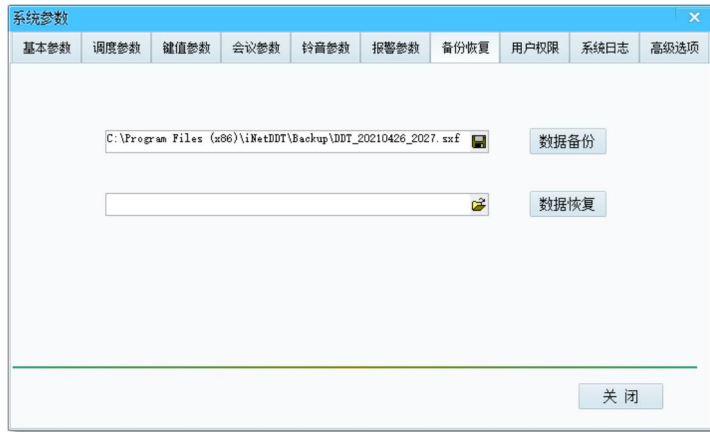 系统参数
基本参数 调度参数 键值参数 会议参数 铃音参数 报警参数 备份恢复 用户权限 系统日志 高级选项
C:\Program Files (x86)\iNetDDT\Backup\DDT_20210426_2027.sxf 数据备份
数据恢复
关 闭